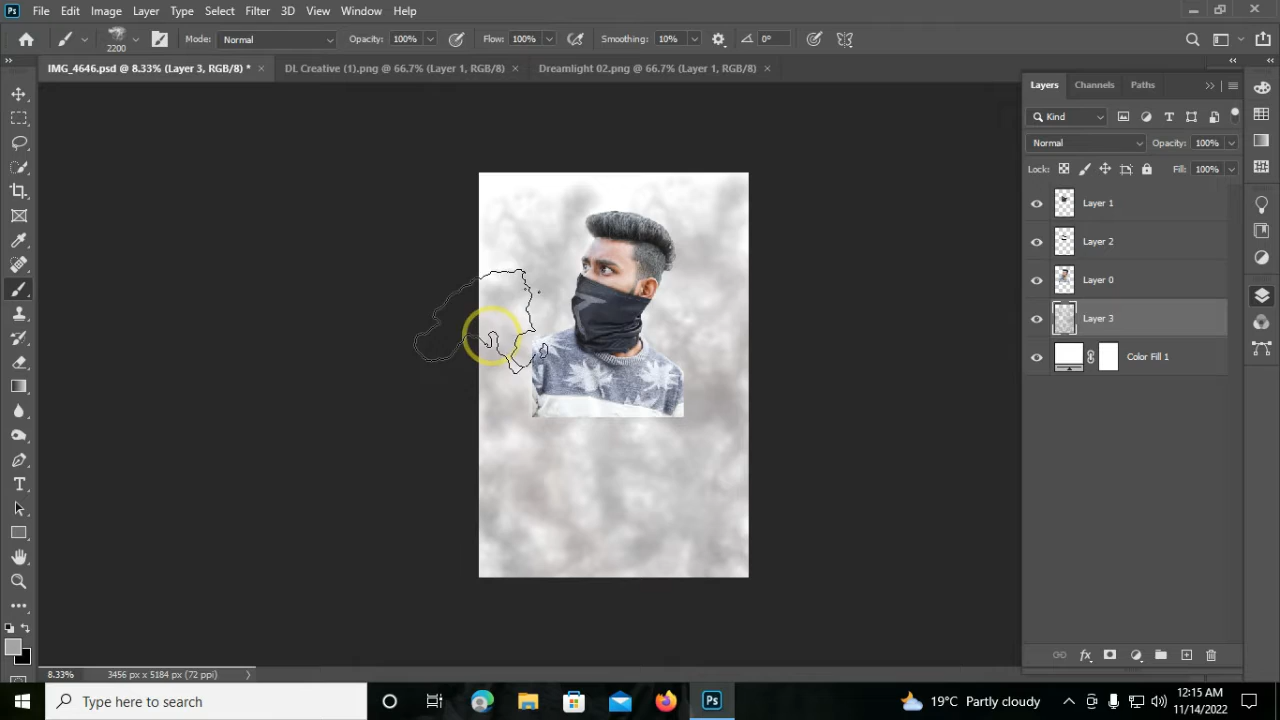 Ps File Edit Image Layer Type Select Filter 3D View Window Help
2200 Mode: Normal Opacity: 100% Flow: 100% Smoothing: 10% 0°
IMG_4646.psd @ 8.33% (Layer 3, RGB/8) * × DL Creative (1).png @ 66.7% (Layer 1, RGB/8) × Dreamlight 02.png @ 66.7% (Layer 1, RGB/8) ×
Layers Channels Paths
Kind
Normal Opacity: 100%
Lock: Fill: 100%
Layer 1
Layer 2
Layer 0
Layer 3
Color Fill 1
8.33% 3456 px x 5184 px (72 ppi)
Type here to search Ps 19°C Partly cloudy 12:15 AM
11/14/2022